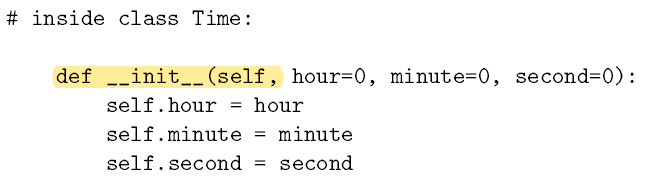 # inside class Time:
def __init__(self, hour=0, minute=0, second=0):
self.hour = hour
self.minute = minute
self.second = second